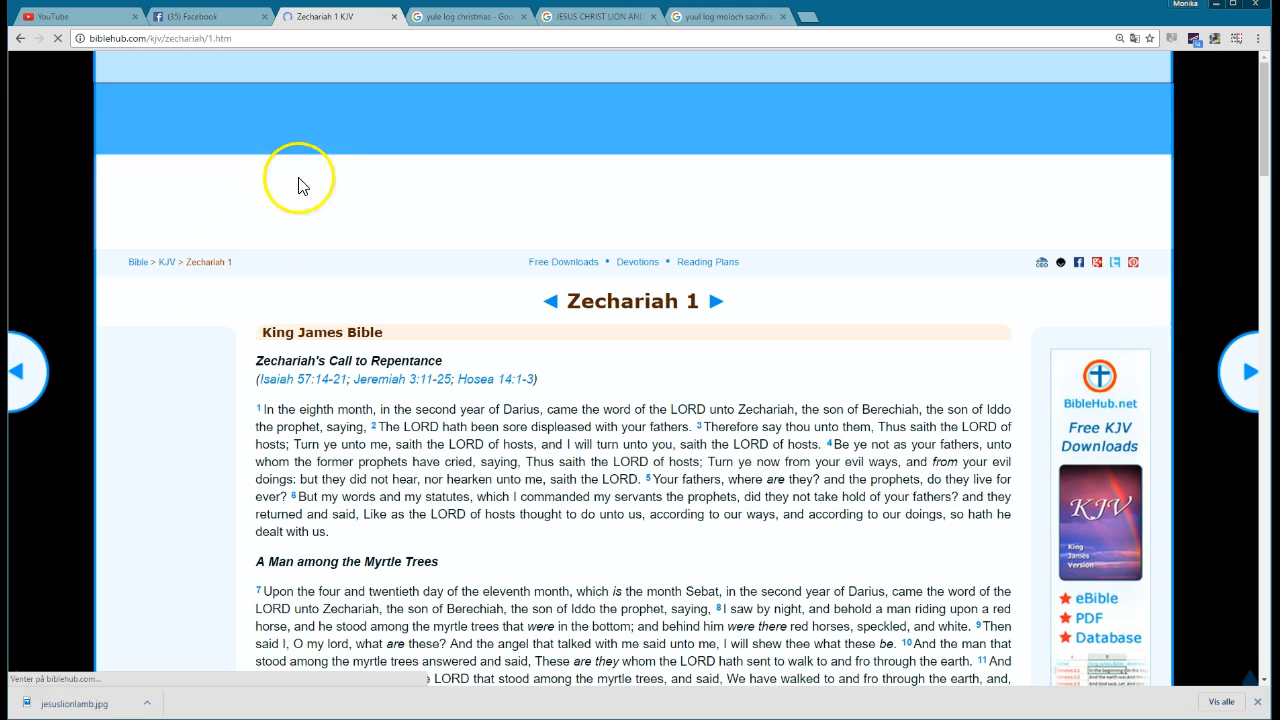 Monika
YouTube
(35) Facebook
Zechariah 1 KJV
yule log christmas - Goo
JESUS CHRIST LION AND
yuul log moloch sacrifice
biblehub.com/kjv/zechariah/1.htm
Bible > KJV > Zechariah 1
Free Downloads • Devotions • Reading Plans
Zechariah 1
King James Bible
Zechariah's Call to Repentance
(Isaiah 57:14-21; Jeremiah 3:11-25; Hosea 14:1-3)
1 In the eighth month, in the second year of Darius, came the word of the LORD unto Zechariah, the son of Berechiah, the son of Iddo
the prophet, saying, 2 The LORD hath been sore displeased with your fathers. 3 Therefore say thou unto them, Thus saith the LORD of
hosts; Turn ye unto me, saith the LORD of hosts, and I will turn unto you, saith the LORD of hosts. 4 Be ye not as your fathers, unto
whom the former prophets have cried, saying, Thus saith the LORD of hosts; Turn ye now from your evil ways, and from your evil
doings: but they did not hear, nor hearken unto me, saith the LORD. 5 Your fathers, where are they? and the prophets, do they live for
ever? 6 But my words and my statutes, which I commanded my servants the prophets, did they not take hold of your fathers? and they
returned and said, Like as the LORD of hosts thought to do unto us, according to our ways, and according to our doings, so hath he
dealt with us.
A Man among the Myrtle Trees
7 Upon the four and twentieth day of the eleventh month, which is the month Sebat, in the second year of Darius, came the word of the
LORD unto Zechariah, the son of Berechiah, the son of Iddo the prophet, saying, 8 I saw by night, and behold a man riding upon a red
horse, and he stood among the myrtle trees that were in the bottom; and behind him were there red horses, speckled, and white. 9 Then
said I, O my lord, what are these? And the angel that talked with me said unto me, I will shew thee what these be. 10 And the man that
stood among the myrtle trees answered and said, These are they whom the LORD hath sent to walk to and fro through the earth. 11 And
LORD that stood among the myrtle trees, and said, We have walked to and fro through the earth, and,
BibleHub.net
Free KJV
Downloads
KJV
King
James
Version
eBible
PDF
Database
Venter på biblehub.com...
jesuslionlamb.jpg
Vis alle